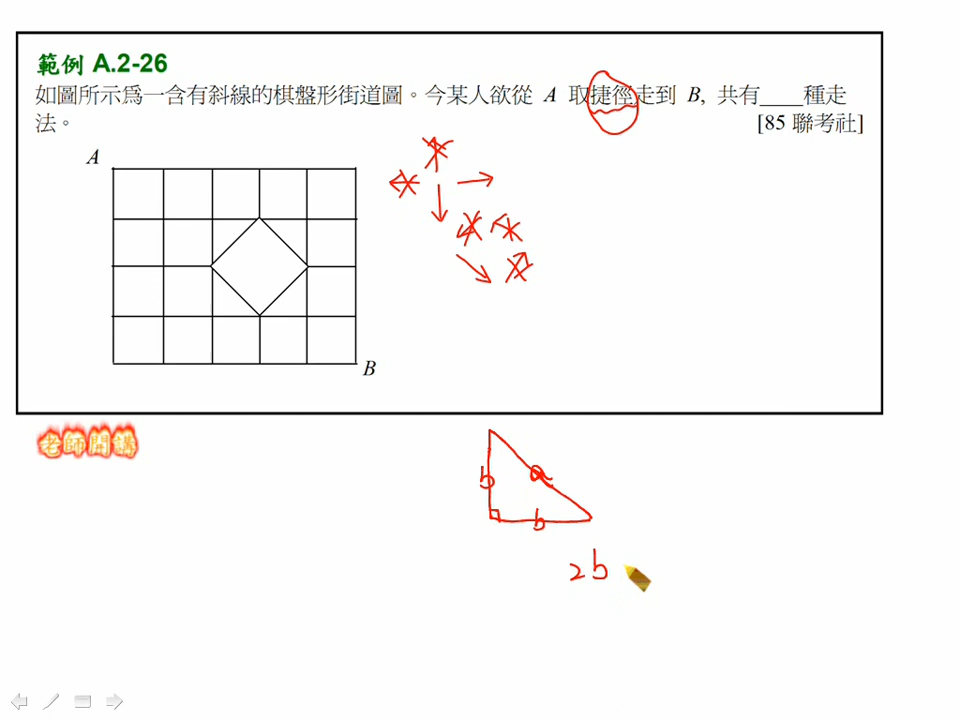 範例 A.2-26
如圖所示為一含有斜線的棋盤形街道圖。今某人欲從 A 取捷徑走到 B, 共有____種走
法。 [85 聯考社]
A
B
老師開講
b a
b
2b